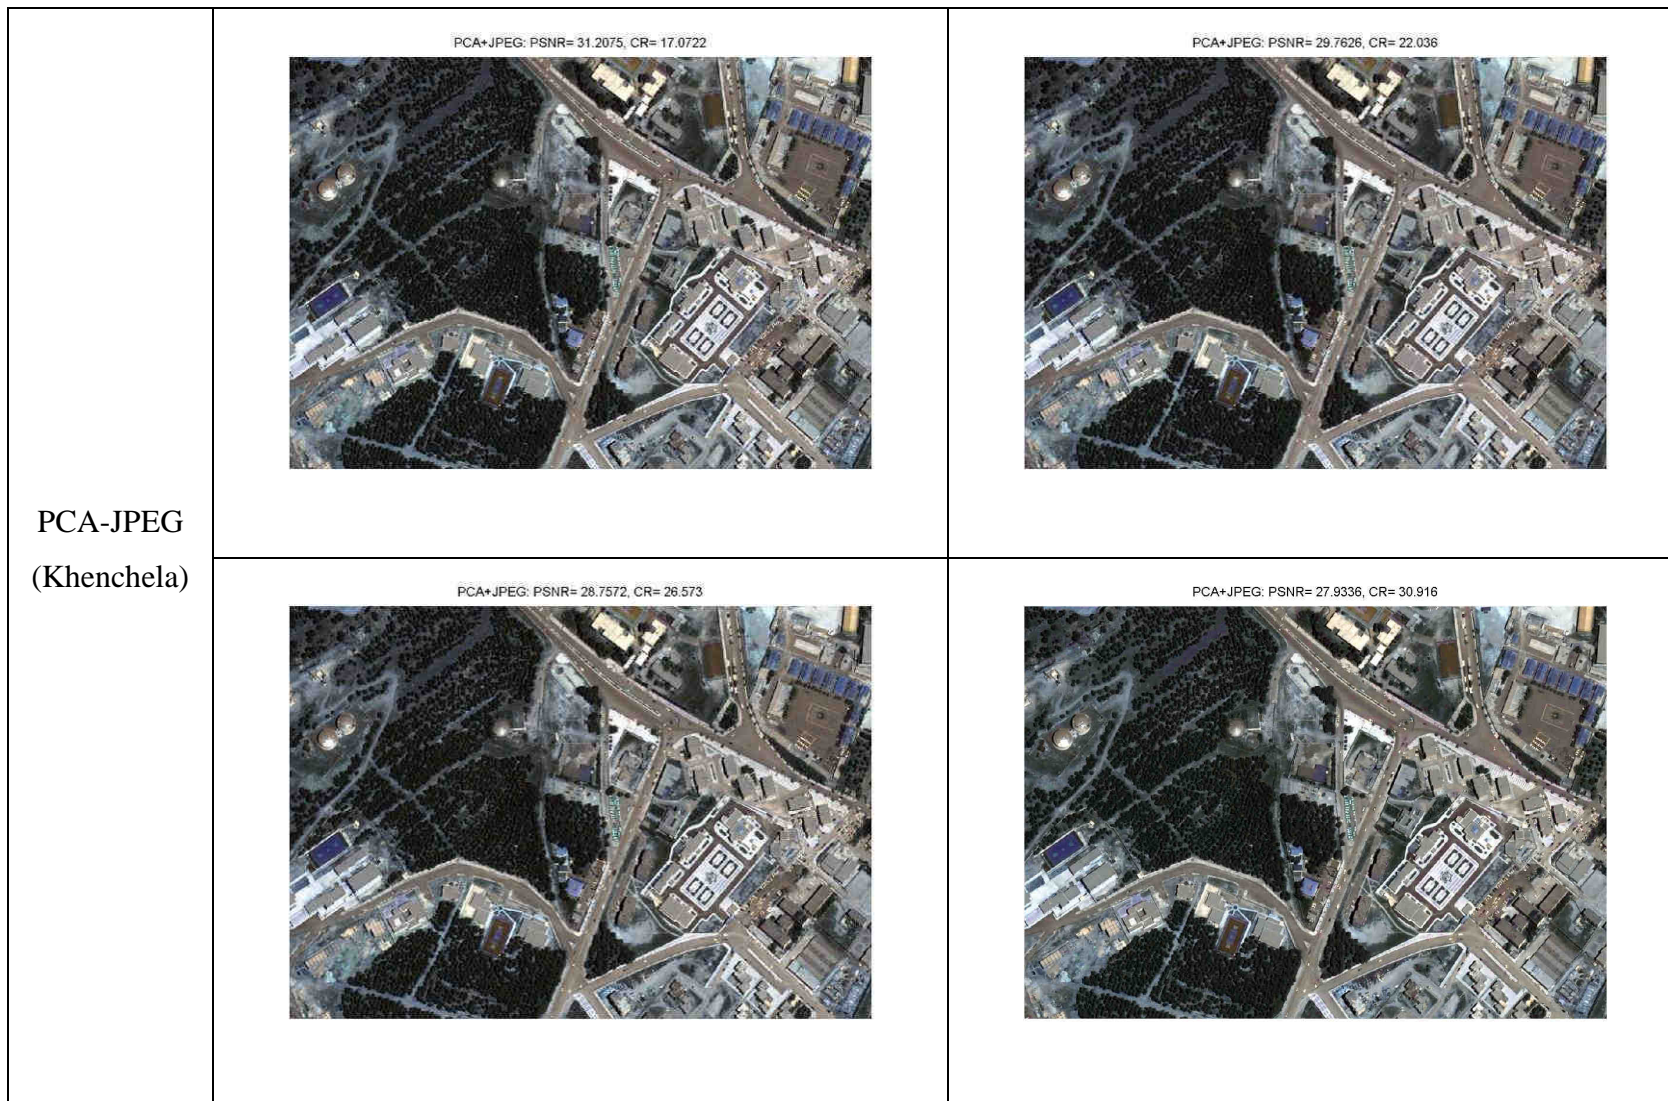 PCA+JPEG: PSNR= 31.2075, CR= 17.0722
PCA+JPEG: PSNR= 29.7626, CR= 22.036
PCA-JPEG
(Khenchela)
PCA+JPEG: PSNR= 28.7572, CR= 26.573
PCA+JPEG: PSNR= 27.9336, CR= 30.916